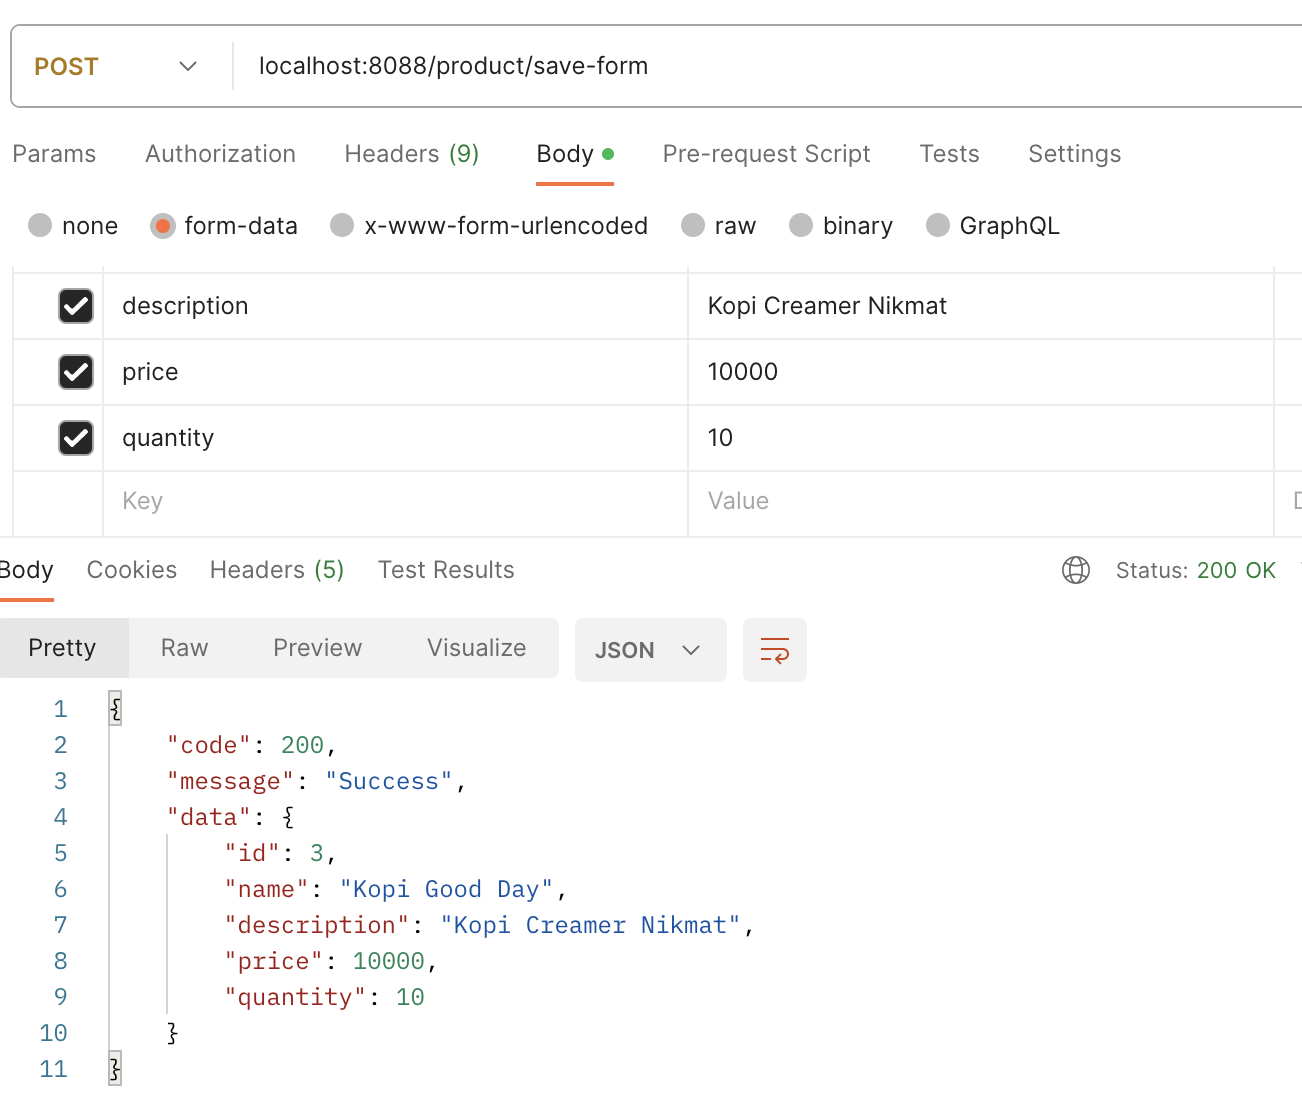 POST localhost:8088/product/save-form
Params Authorization Headers (9) Body Pre-request Script Tests Settings
none form-data x-www-form-urlencoded raw binary GraphQL
description Kopi Creamer Nikmat
price 10000
quantity 10
Key Value
Body Cookies Headers (5) Test Results Status: 200 OK
Pretty Raw Preview Visualize JSON
1 {
2 "code": 200,
3 "message": "Success",
4 "data": {
5 "id": 3,
6 "name": "Kopi Good Day",
7 "description": "Kopi Creamer Nikmat",
8 "price": 10000,
9 "quantity": 10
10 }
11 }